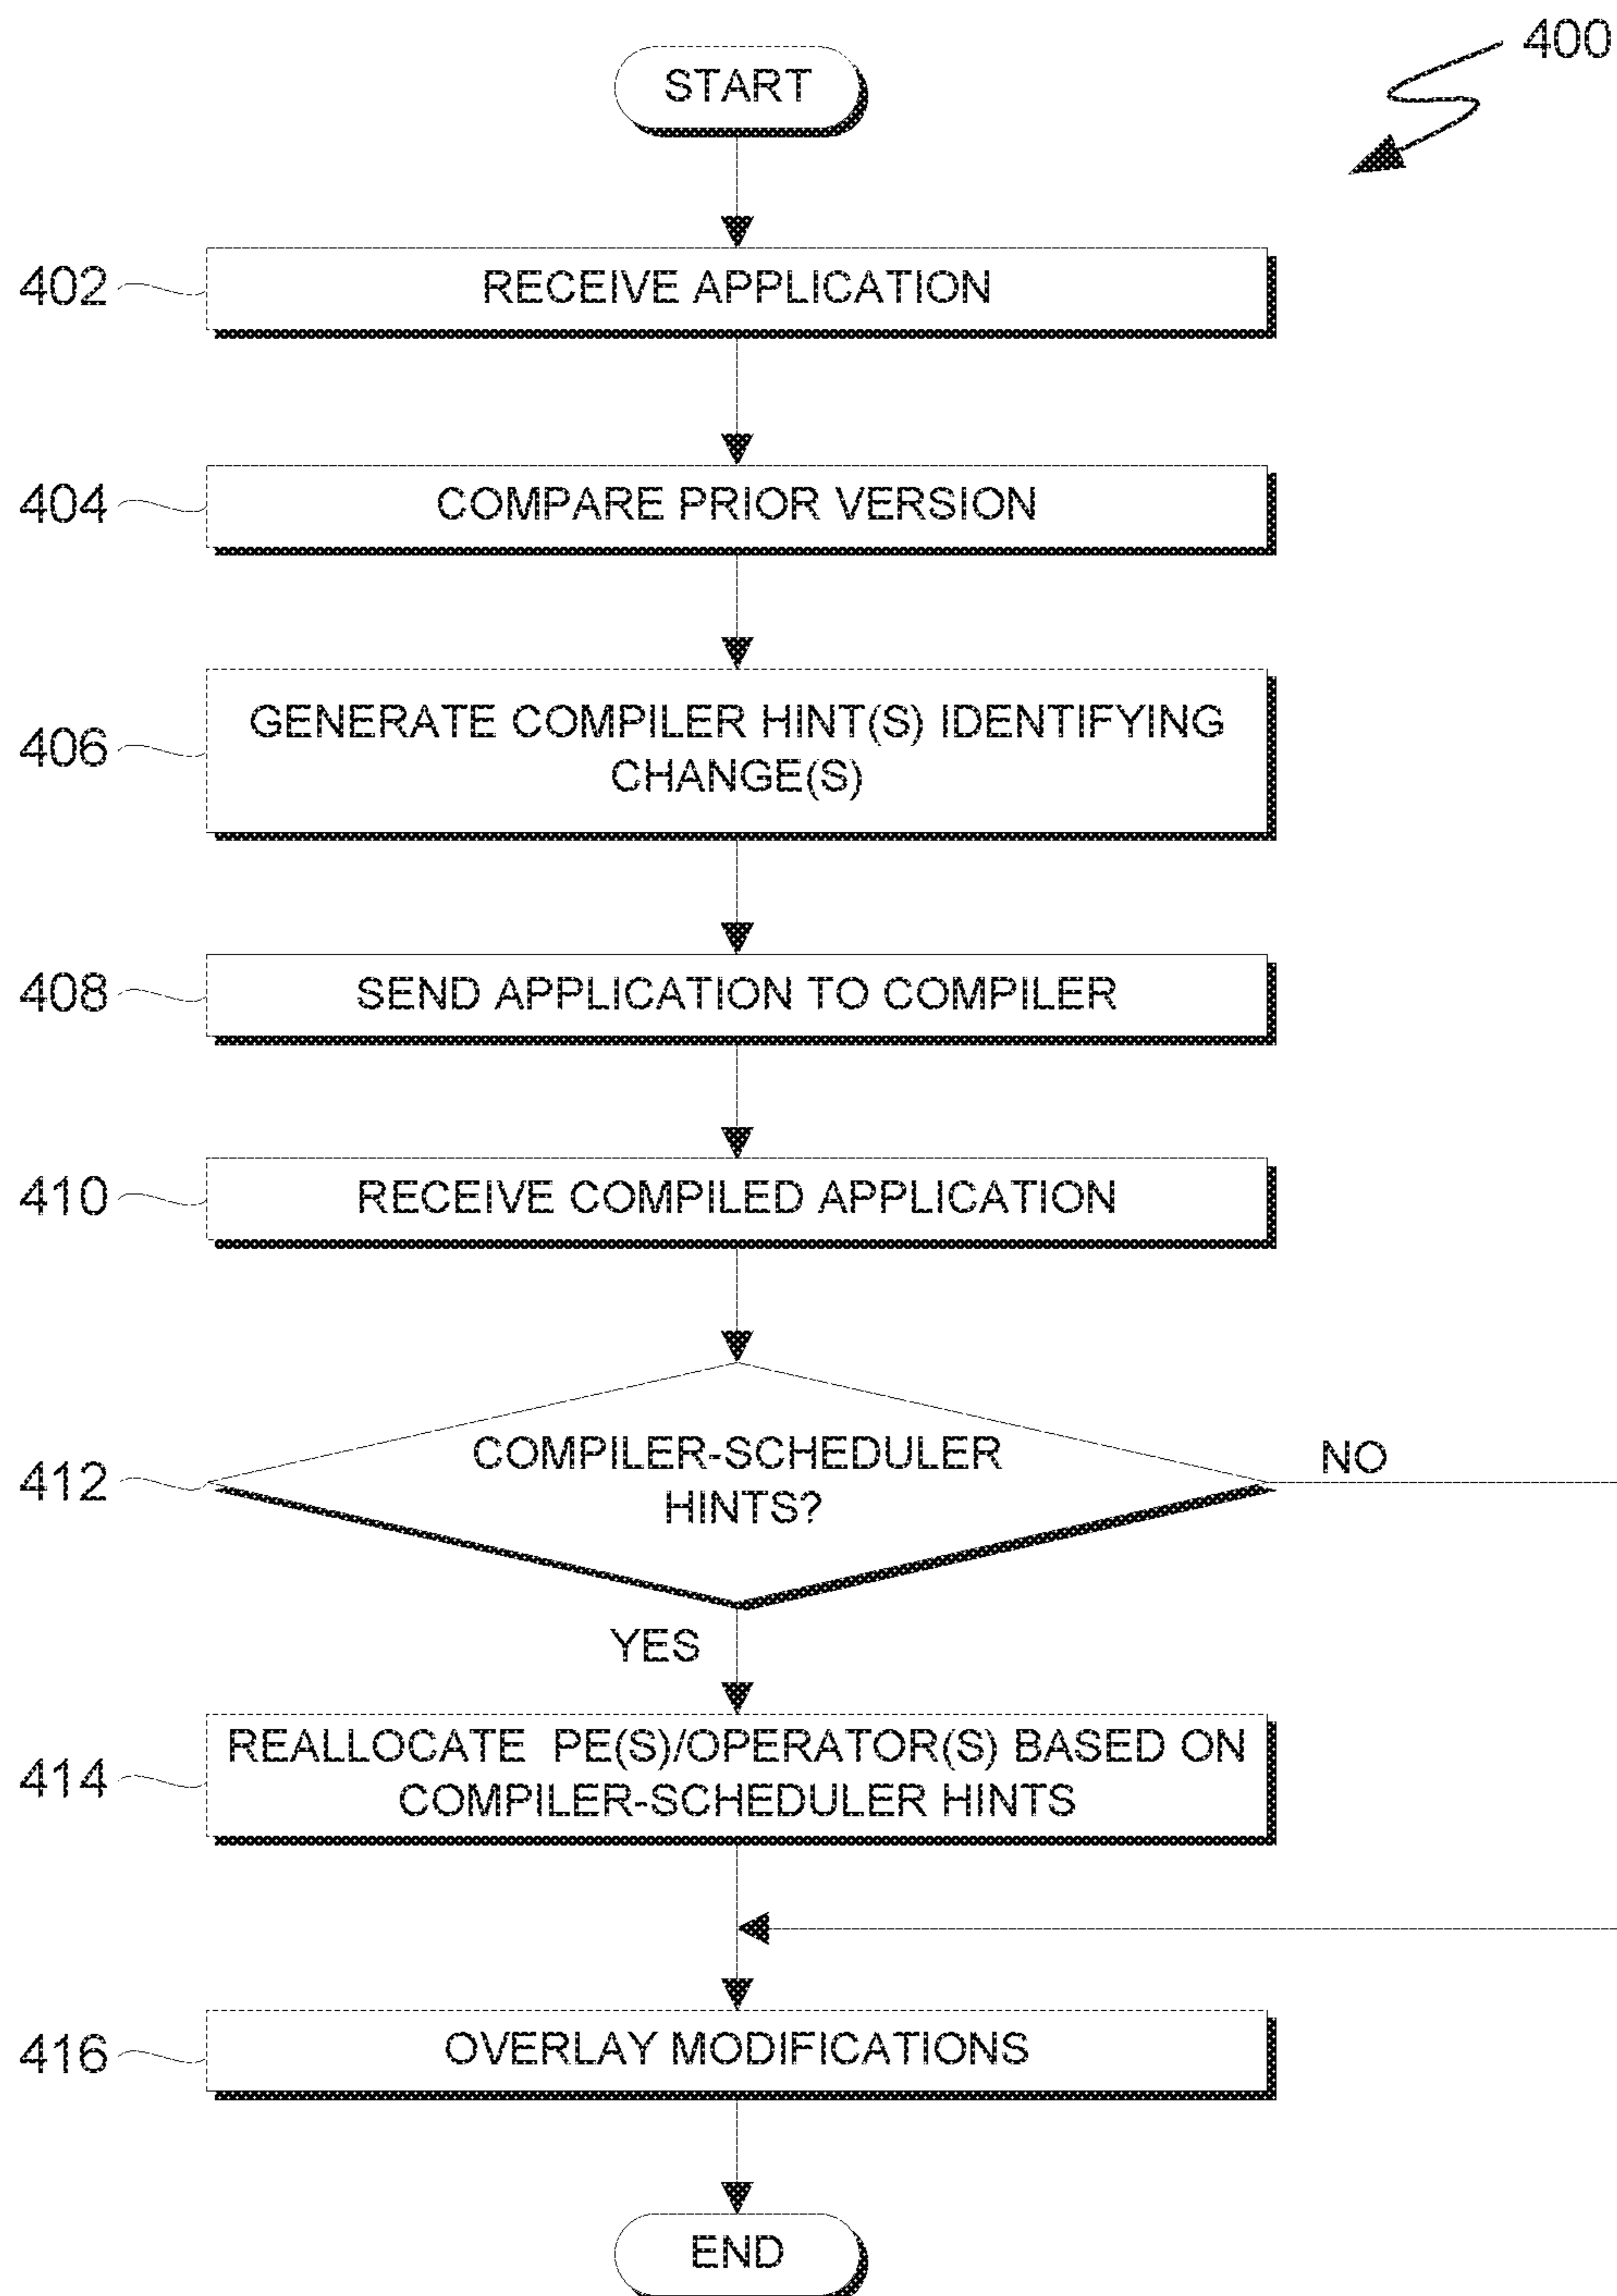 400
START
402
RECEIVE APPLICATION
404
COMPARE PRIOR VERSION
406
GENERATE COMPILER HINT(S) IDENTIFYING
CHANGE(S)
408
SEND APPLICATION TO COMPILER
410
RECEIVE COMPILED APPLICATION
412
COMPILER-SCHEDULER
HINTS?
NO
YES
414
REALLOCATE PE(S)/OPERATOR(S) BASED ON
COMPILER-SCHEDULER HINTS
416
OVERLAY MODIFICATIONS
END